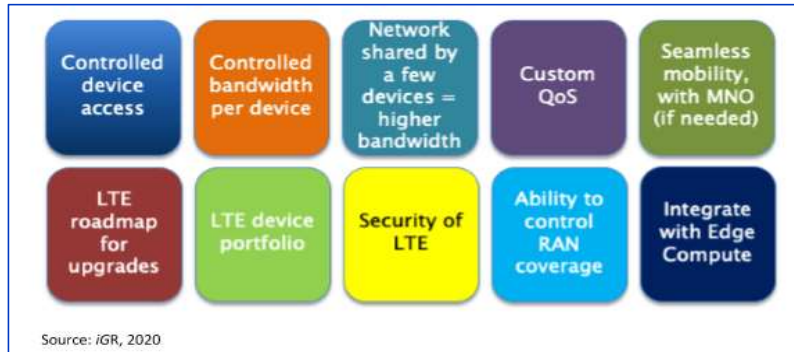 Controlled
device
access
Controlled
bandwidth
per device
Network
shared by
a few
devices =
higher
bandwidth
Custom
QoS
Seamless
mobility,
with MNO
(if needed)
LTE
roadmap
for
upgrades
LTE device
portfolio
Security of
LTE
Ability to
control
RAN
coverage
Integrate
with Edge
Compute
Source: iGR, 2020